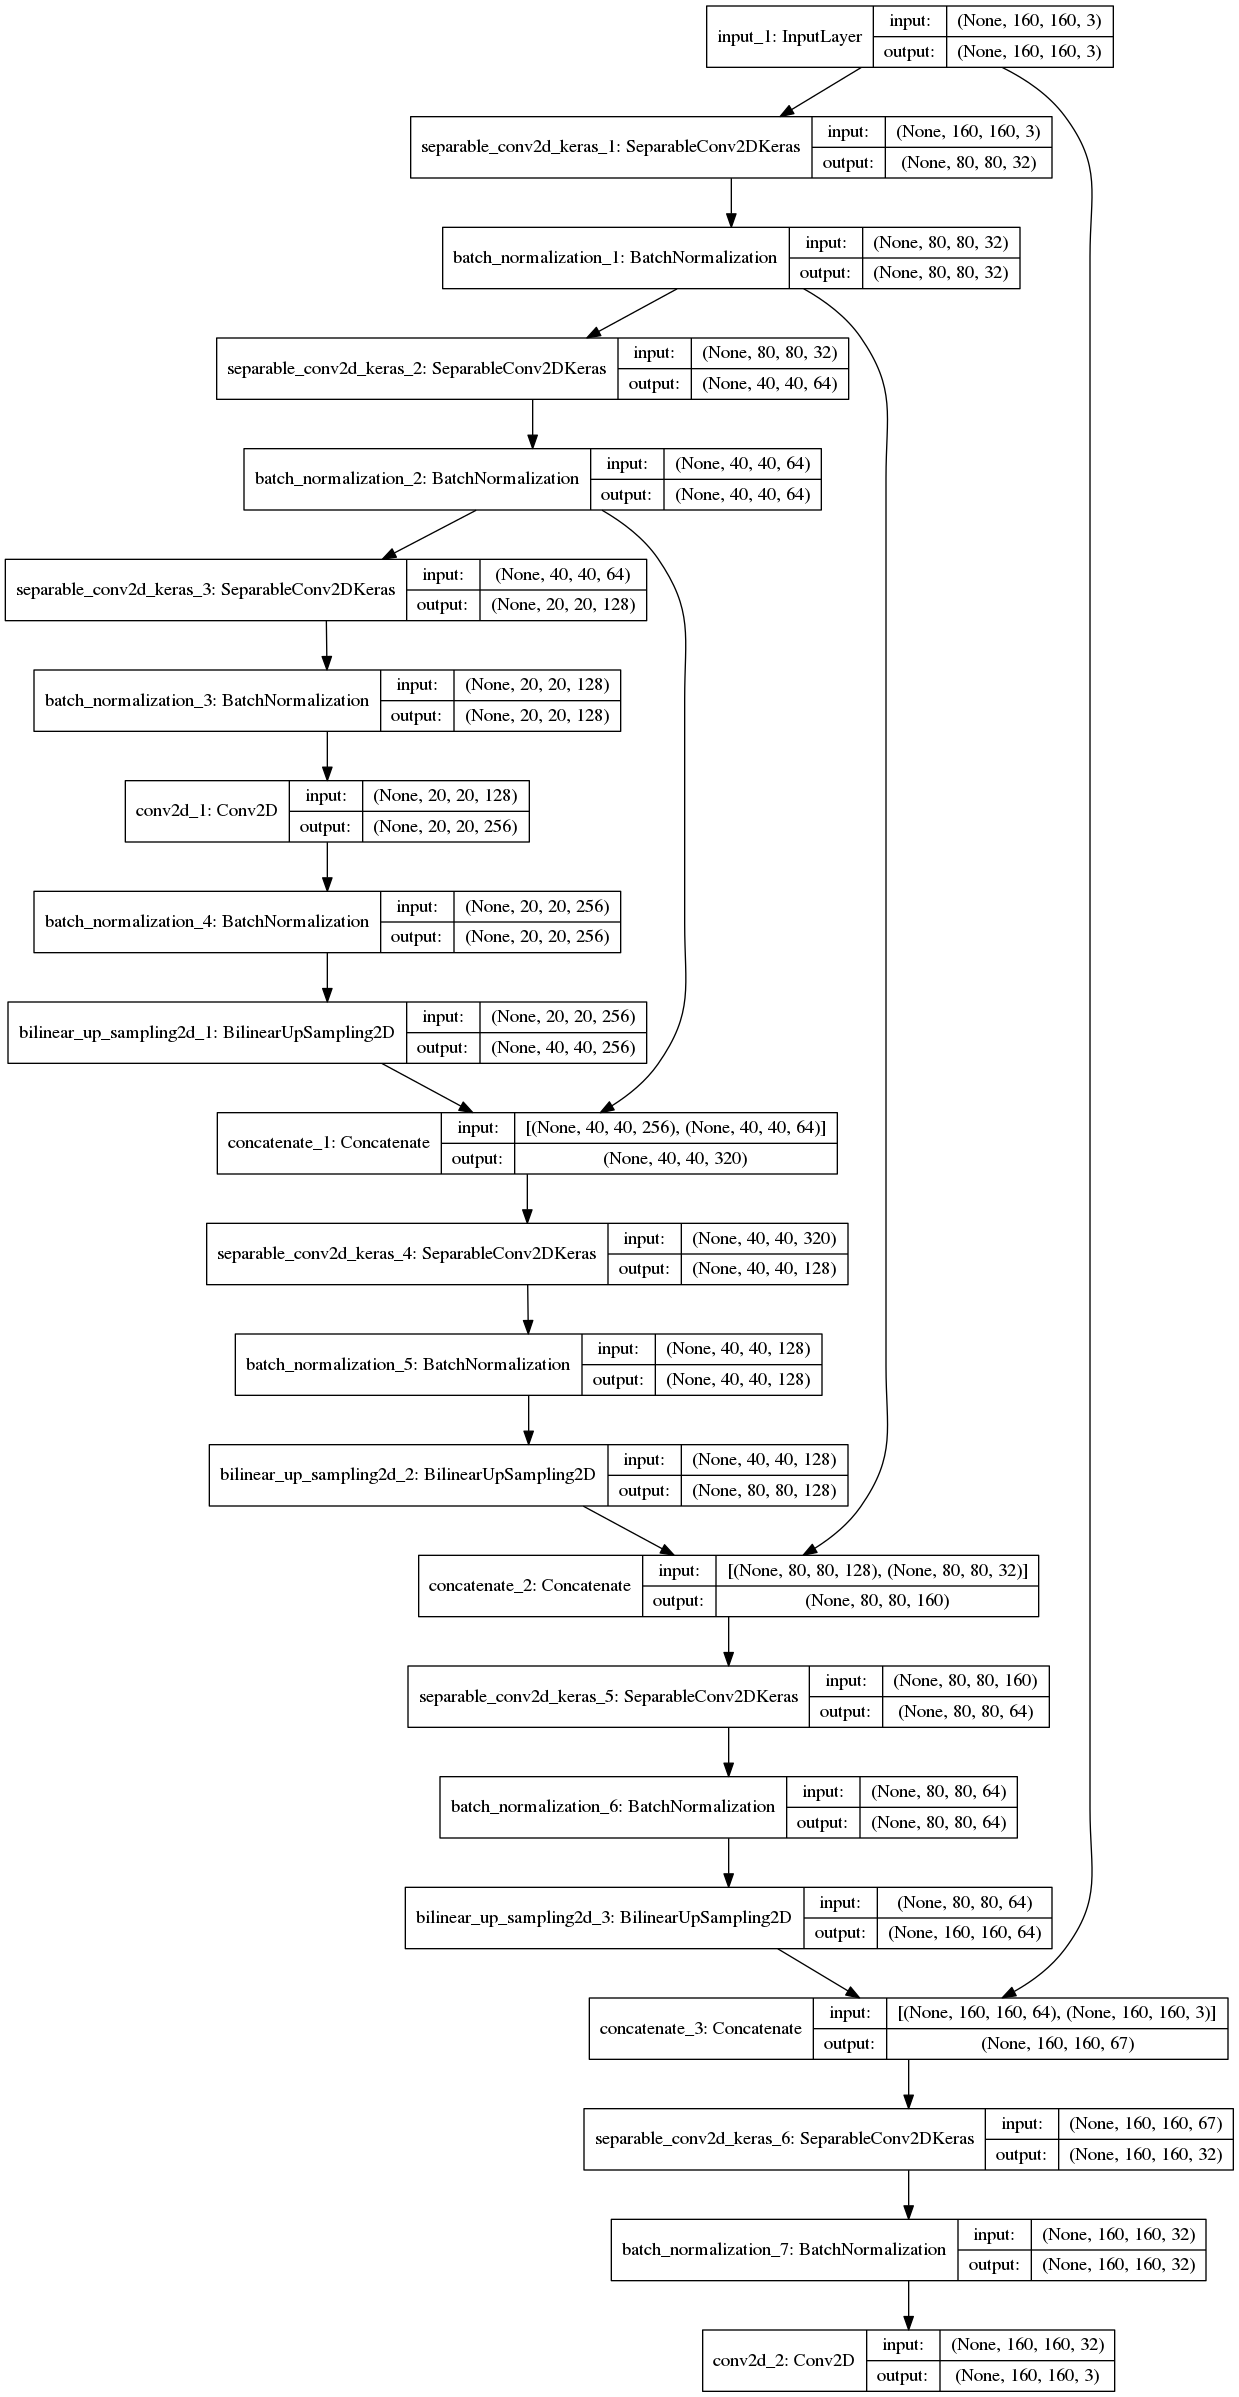 input_1: InputLayer
input: (None, 160, 160, 3)
output: (None, 160, 160, 3)
separable_conv2d_keras_1: SeparableConv2DKeras
input: (None, 160, 160, 3)
output: (None, 80, 80, 32)
batch_normalization_1: BatchNormalization
input: (None, 80, 80, 32)
output: (None, 80, 80, 32)
separable_conv2d_keras_2: SeparableConv2DKeras
input: (None, 80, 80, 32)
output: (None, 40, 40, 64)
batch_normalization_2: BatchNormalization
input: (None, 40, 40, 64)
output: (None, 40, 40, 64)
separable_conv2d_keras_3: SeparableConv2DKeras
input: (None, 40, 40, 64)
output: (None, 20, 20, 128)
batch_normalization_3: BatchNormalization
input: (None, 20, 20, 128)
output: (None, 20, 20, 128)
conv2d_1: Conv2D
input: (None, 20, 20, 128)
output: (None, 20, 20, 256)
batch_normalization_4: BatchNormalization
input: (None, 20, 20, 256)
output: (None, 20, 20, 256)
bilinear_up_sampling2d_1: BilinearUpSampling2D
input: (None, 20, 20, 256)
output: (None, 40, 40, 256)
concatenate_1: Concatenate
input: [(None, 40, 40, 256), (None, 40, 40, 64)]
output: (None, 40, 40, 320)
separable_conv2d_keras_4: SeparableConv2DKeras
input: (None, 40, 40, 320)
output: (None, 40, 40, 128)
batch_normalization_5: BatchNormalization
input: (None, 40, 40, 128)
output: (None, 40, 40, 128)
bilinear_up_sampling2d_2: BilinearUpSampling2D
input: (None, 40, 40, 128)
output: (None, 80, 80, 128)
concatenate_2: Concatenate
input: [(None, 80, 80, 128), (None, 80, 80, 32)]
output: (None, 80, 80, 160)
separable_conv2d_keras_5: SeparableConv2DKeras
input: (None, 80, 80, 160)
output: (None, 80, 80, 64)
batch_normalization_6: BatchNormalization
input: (None, 80, 80, 64)
output: (None, 80, 80, 64)
bilinear_up_sampling2d_3: BilinearUpSampling2D
input: (None, 80, 80, 64)
output: (None, 160, 160, 64)
concatenate_3: Concatenate
input: [(None, 160, 160, 64), (None, 160, 160, 3)]
output: (None, 160, 160, 67)
separable_conv2d_keras_6: SeparableConv2DKeras
input: (None, 160, 160, 67)
output: (None, 160, 160, 32)
batch_normalization_7: BatchNormalization
input: (None, 160, 160, 32)
output: (None, 160, 160, 32)
conv2d_2: Conv2D
input: (None, 160, 160, 32)
output: (None, 160, 160, 3)